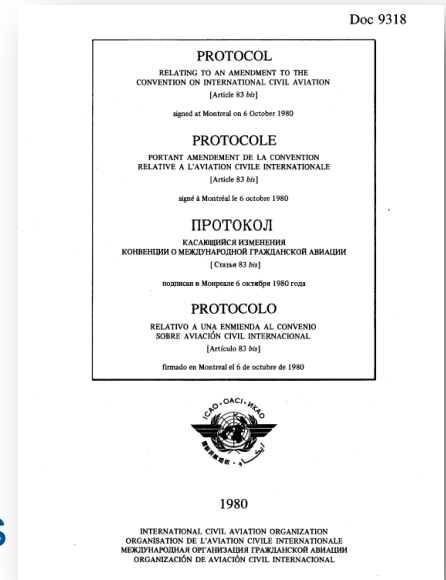 Doc 9318
PROTOCOL
RELATING TO AN AMENDMENT TO THE
CONVENTION ON INTERNATIONAL CIVIL AVIATION
[Article 83 bis]
signed at Montreal on 6 October 1980
PROTOCOLE
PORTANT AMENDEMENT DE LA CONVENTION
RELATIVE A L'AVIATION CIVILE INTERNATIONALE
[Article 83 bis]
signé à Montréal le 6 octobre 1980
ПРОТОКОЛ
КАСАЮЩИЙСЯ ИЗМЕНЕНИЯ
КОНВЕНЦИИ О МЕЖДУНАРОДНОЙ ГРАЖДАНСКОЙ АВИАЦИИ
[Статья 83 bis]
подписан в Монреале 6 октября 1980 года
PROTOCOLO
RELATIVO A UNA ENMIENDA AL CONVENIO
SOBRE AVIACIÓN CIVIL INTERNACIONAL
[Artículo 83 bis]
firmado en Montreal el 6 de octubre de 1980
ICAO · OACI · ИКАО
1980
S
INTERNATIONAL CIVIL AVIATION ORGANIZATION
ORGANISATION DE L'AVIATION CIVILE INTERNATIONALE
МЕЖДУНАРОДНАЯ ОРГАНИЗАЦИЯ ГРАЖДАНСКОЙ АВИАЦИИ
ORGANIZACIÓN DE AVIACIÓN CIVIL INTERNACIONAL